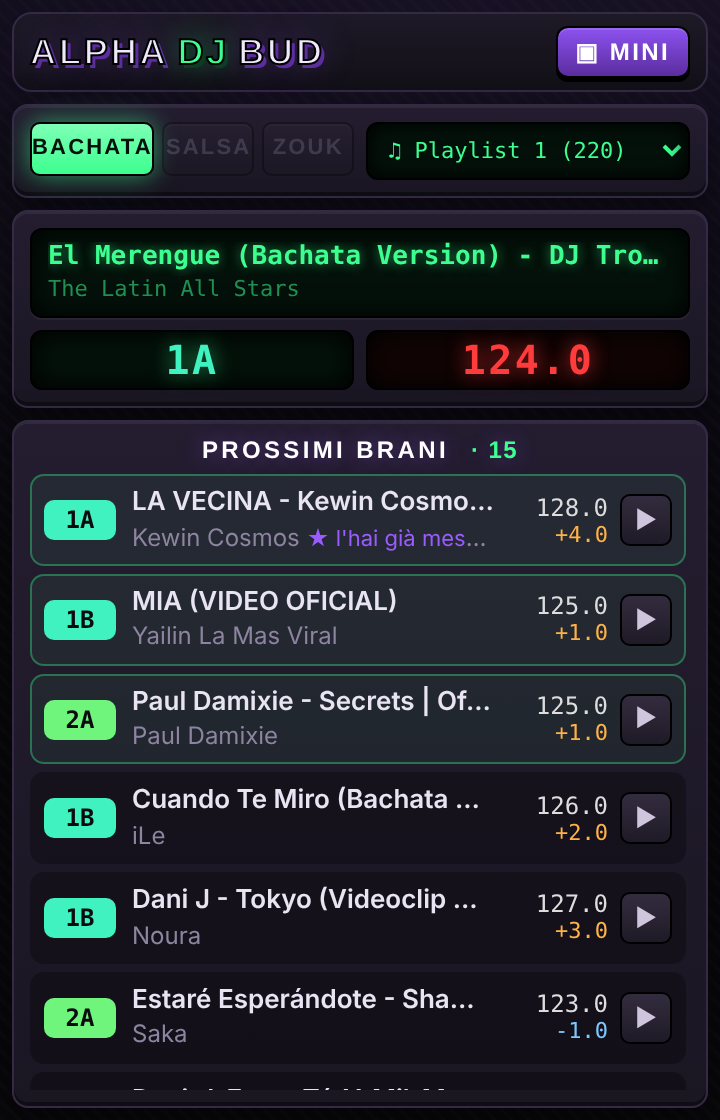 ALPHA DJ BUD
▣ MINI
BACHATA SALSA ZOUK ♫ Playlist 1 (220)
El Merengue (Bachata Version) - DJ Tro…
The Latin All Stars
1A 124.0
PROSSIMI BRANI · 15
1A LA VECINA - Kewin Cosmo… 128.0
Kewin Cosmos ★ l'hai già mes… +4.0
1B MIA (VIDEO OFICIAL) 125.0
Yailin La Mas Viral +1.0
2A Paul Damixie - Secrets | Of… 125.0
Paul Damixie +1.0
1B Cuando Te Miro (Bachata … 126.0
iLe +2.0
1B Dani J - Tokyo (Videoclip … 127.0
Noura +3.0
2A Estaré Esperándote - Sha… 123.0
Saka -1.0